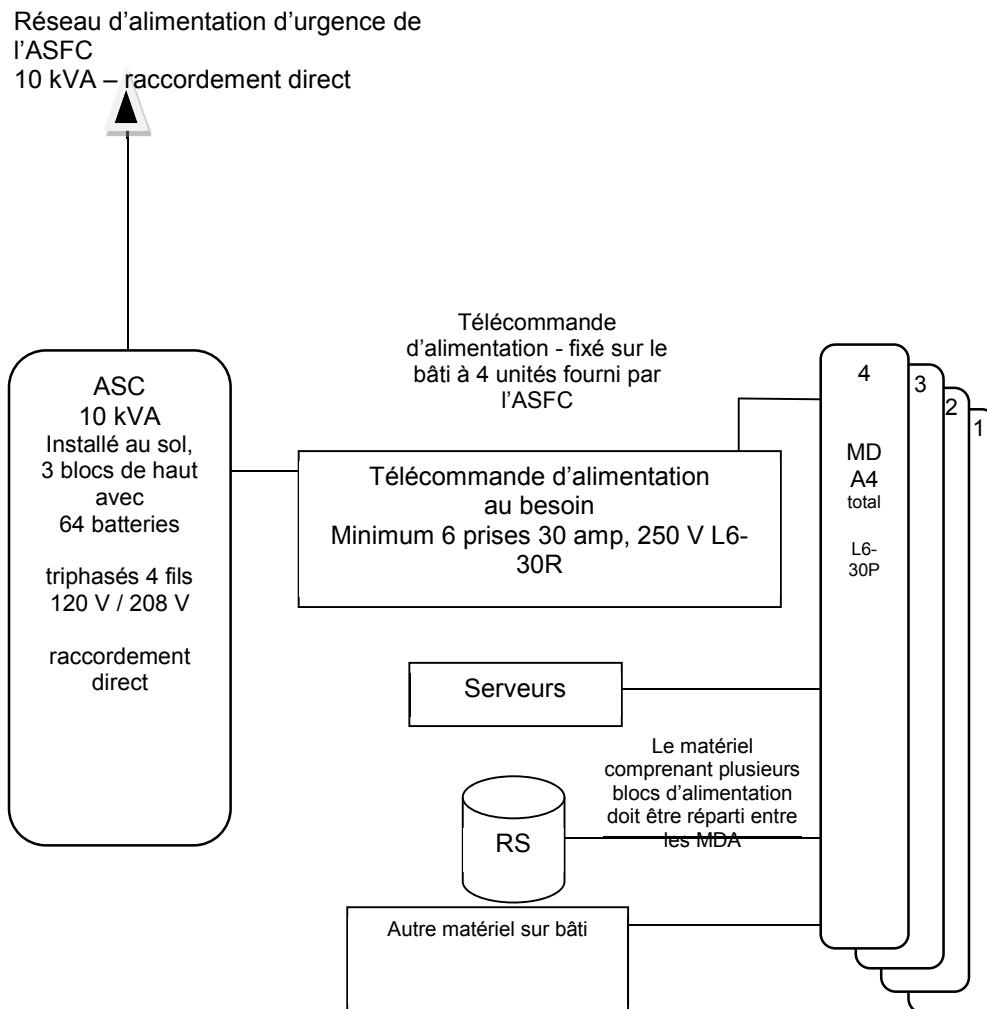 Réseau d'alimentation d'urgence de
l'ASFC
10 kVA – raccordement direct
Télécommande
d'alimentation - fixé sur le
bâti à 4 unités fourni par
l'ASFC
ASC
10 kVA
Installé au sol,
3 blocs de haut
avec
64 batteries
triphasés 4 fils
120 V / 208 V
raccordement
direct
Télécommande d'alimentation
au besoin
Minimum 6 prises 30 amp, 250 V L6-
30R
4
MD
A4
total
L6-
30P
3
2
1
Serveurs
Le matériel
comprenant plusieurs
blocs d'alimentation
doit être réparti entre
les MDA
RS
Autre matériel sur bâti